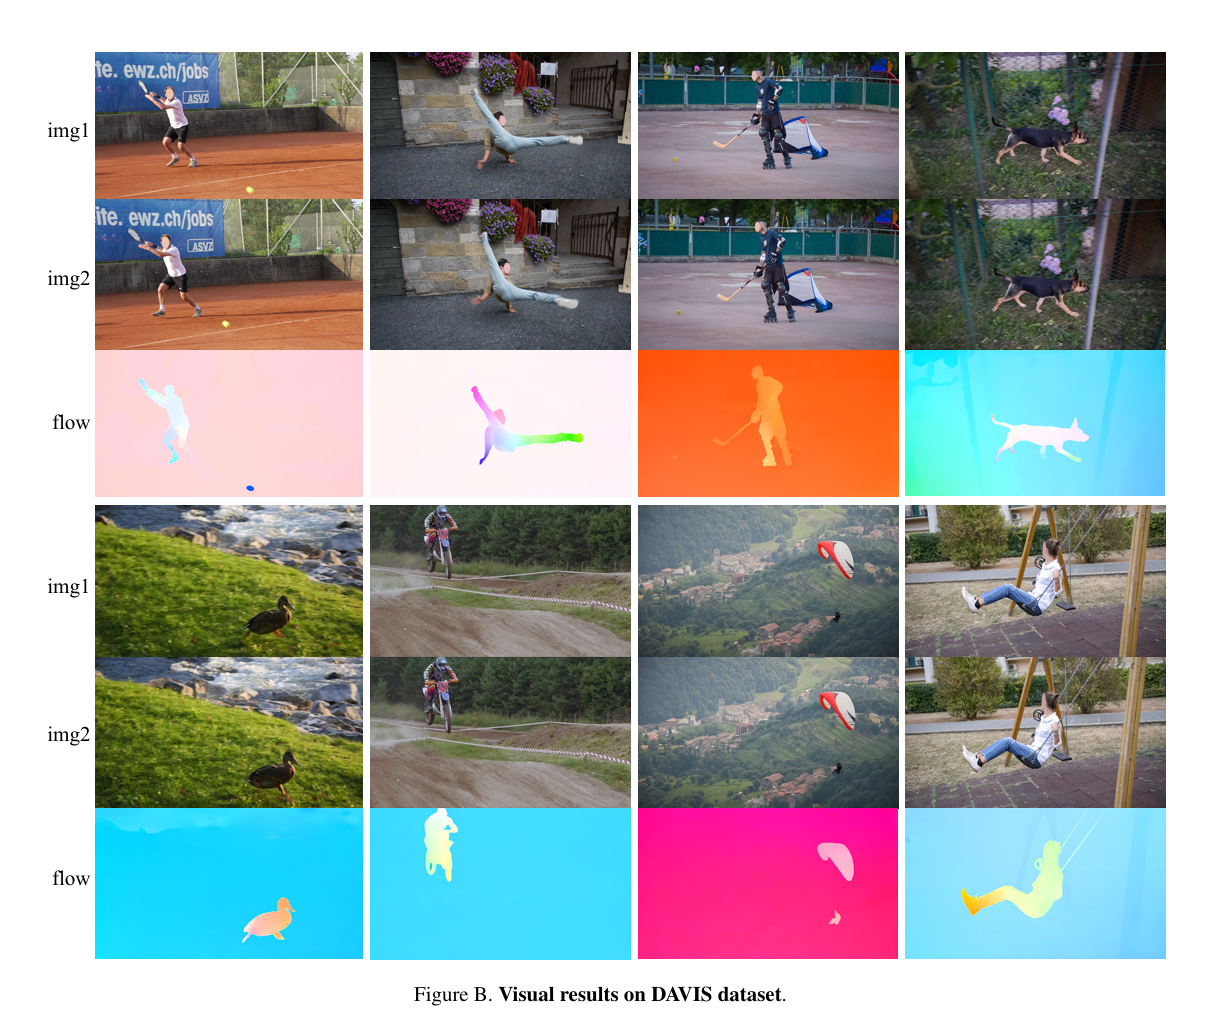 fte. ewz.ch/jobs
ASVZ
img1
ite. ewz.ch/jobs
ASVZ
img2
flow
img1
img2
flow
Figure B. Visual results on DAVIS dataset.